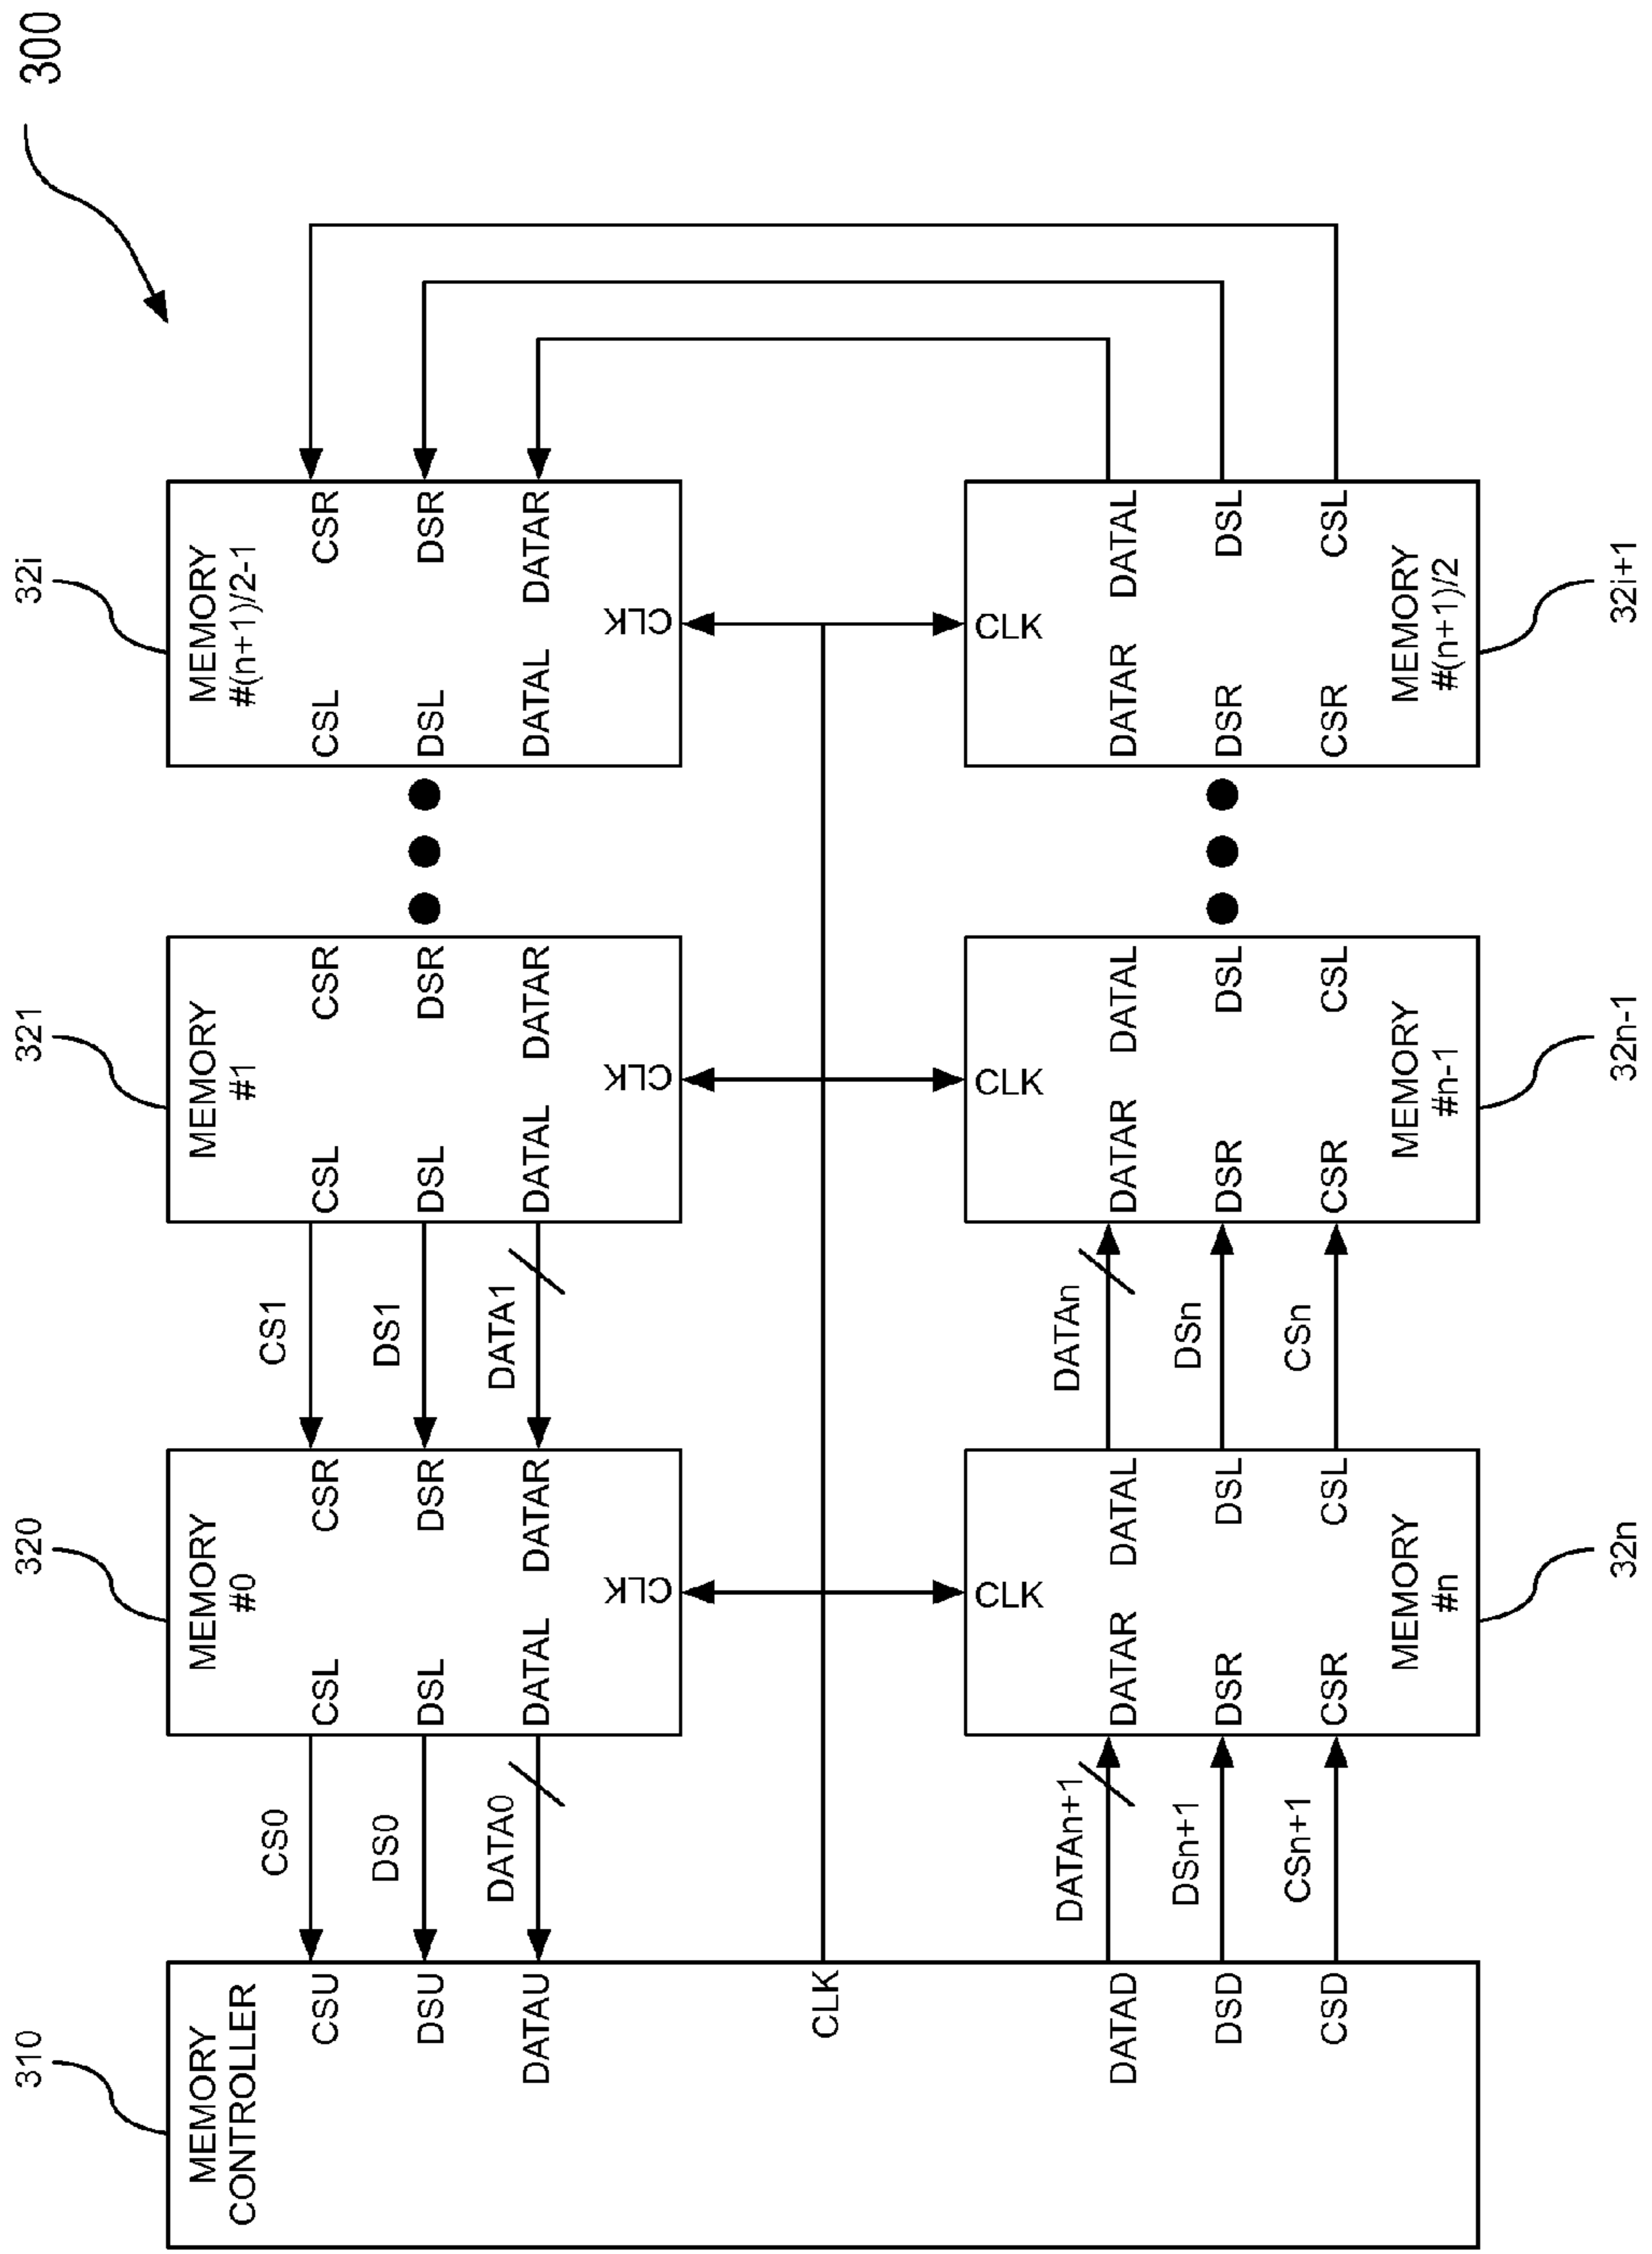 300
310
320
321
32i
MEMORY
CONTROLLER
CSU
DSU
DATAU
CLK
DATAD
DSD
CSD
CS0
DS0
DATA0
DATAn+1
DSn+1
CSn+1
MEMORY
#0
CSL CSR
DSL DSR
DATAL DATAR
CLK
CS1
DS1
DATA1
MEMORY
#1
CSL CSR
DSL DSR
DATAL DATAR
CLK
MEMORY
#(n+1)/2-1
CSL CSR
DSL DSR
DATAL DATAR
CLK
CLK
DATAR DATAL
DSR DSL
CSR CSL
MEMORY
#n
DATAn
DSn
CSn
CLK
DATAR DATAL
DSR DSL
CSR CSL
MEMORY
#n-1
CLK
DATAR DATAL
DSR DSL
CSR CSL
MEMORY
#(n+1)/2
32n
32n-1
32i+1